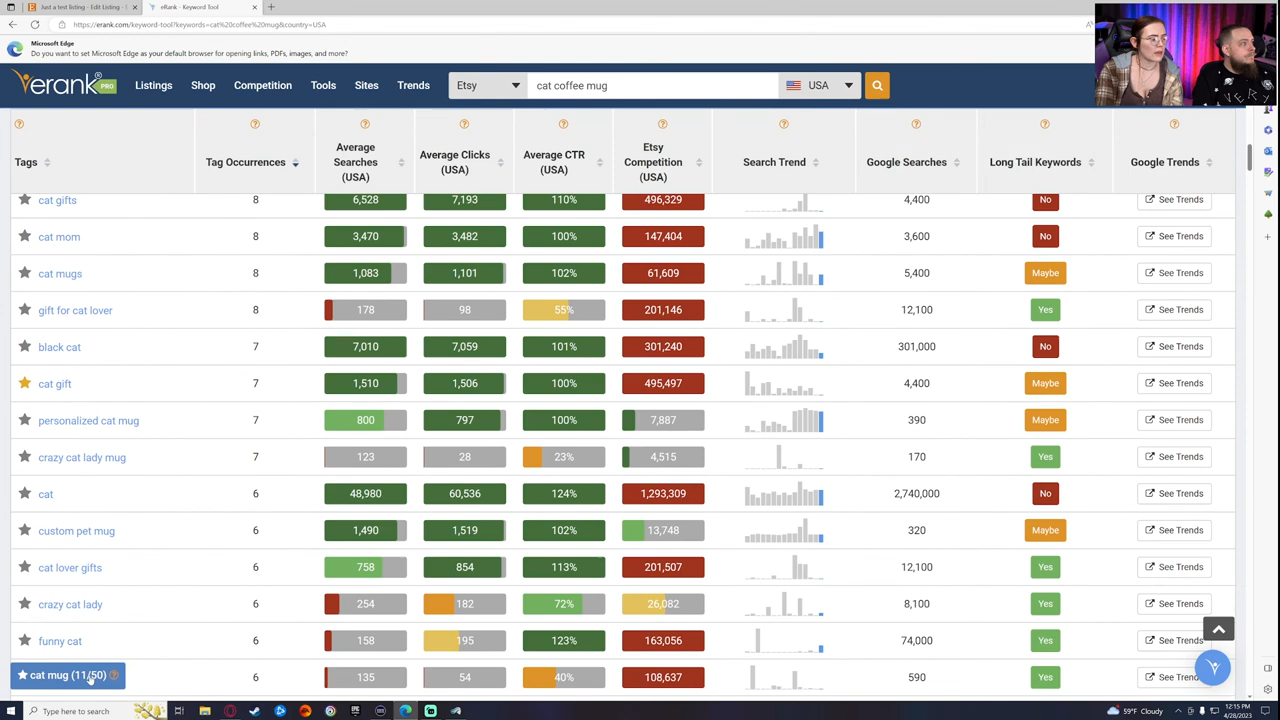 Just a test listing - Edit Listing -
eRank - Keyword Tool
https://erank.com/keyword-tool?keywords=cat%20coffee%20mug&country=USA
Microsoft Edge
Do you want to set Microsoft Edge as your default browser for opening links, PDFs, images, and more?
erank PRO Listings Shop Competition Tools Sites Trends Etsy cat coffee mug USA
Tags Tag Occurrences Average Searches (USA) Average Clicks (USA) Average CTR (USA) Etsy Competition (USA) Search Trend Google Searches Long Tail Keywords Google Trends
cat gifts 8 6,528 7,193 110% 496,329 4,400 No See Trends
cat mom 8 3,470 3,482 100% 147,404 3,600 No See Trends
cat mugs 8 1,083 1,101 102% 61,609 5,400 Maybe See Trends
gift for cat lover 8 178 98 55% 201,146 12,100 Yes See Trends
black cat 7 7,010 7,059 101% 301,240 301,000 No See Trends
cat gift 7 1,510 1,506 100% 495,497 4,400 Maybe See Trends
personalized cat mug 7 800 797 100% 7,887 390 Maybe See Trends
crazy cat lady mug 7 123 28 23% 4,515 170 Yes See Trends
cat 6 48,980 60,536 124% 1,293,309 2,740,000 No See Trends
custom pet mug 6 1,490 1,519 102% 13,748 320 Maybe See Trends
cat lover gifts 6 758 854 113% 201,507 12,100 Yes See Trends
crazy cat lady 6 254 182 72% 26,082 8,100 Yes See Trends
funny cat 6 158 195 123% 163,056 74,000 Yes See Trends
cat mug (11/50) 6 135 54 40% 108,637 590 Yes See Trends
Type here to search
59°F Cloudy
12:15 PM
4/28/2023